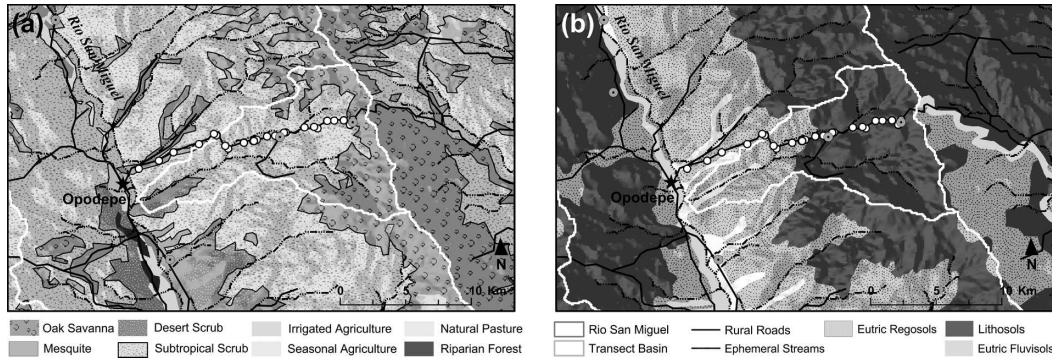 (a)
Rio San Miguel
Opodepe
N
0 5 10 Km
(b)
Rio San Miguel
Opodepe
N
0 5 10 Km
Oak Savanna Desert Scrub Irrigated Agriculture Natural Pasture
Mesquite Subtropical Scrub Seasonal Agriculture Riparian Forest
Rio San Miguel Rural Roads Eutric Regosols Lithosols
Transect Basin Ephemeral Streams Eutric Fluvisols